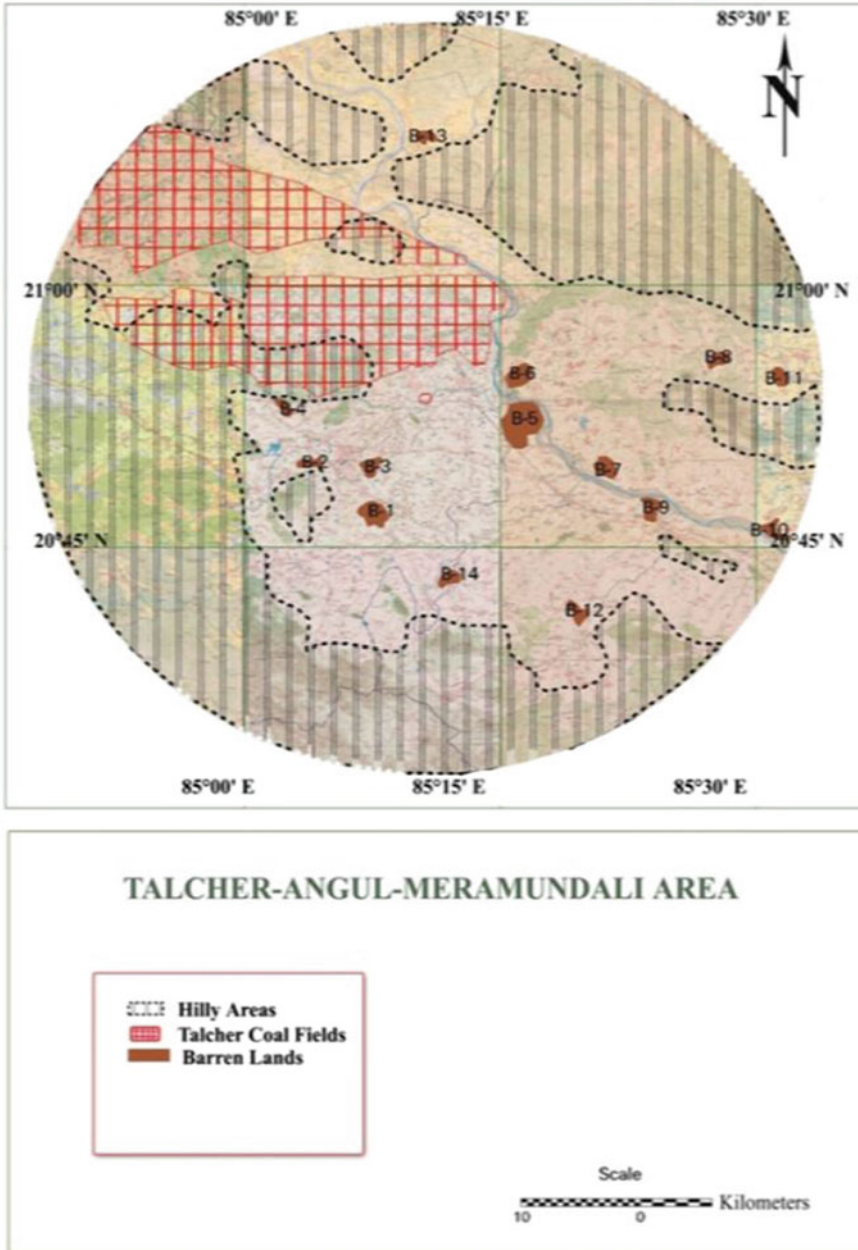 85°00' E 85°15' E 85°30' E
N
B-13
21°00' N 21°00' N
B-8
B-6 B-11
B-4
B-5
B-2 B-3 B-7
B-1 B-9
B-10
20°45' N 20°45' N
B-14
B-12
85°00' E 85°15' E 85°30' E
TALCHER-ANGUL-MERAMUNDALI AREA
Hilly Areas
Talcher Coal Fields
Barren Lands
Scale
Kilometers
10 0